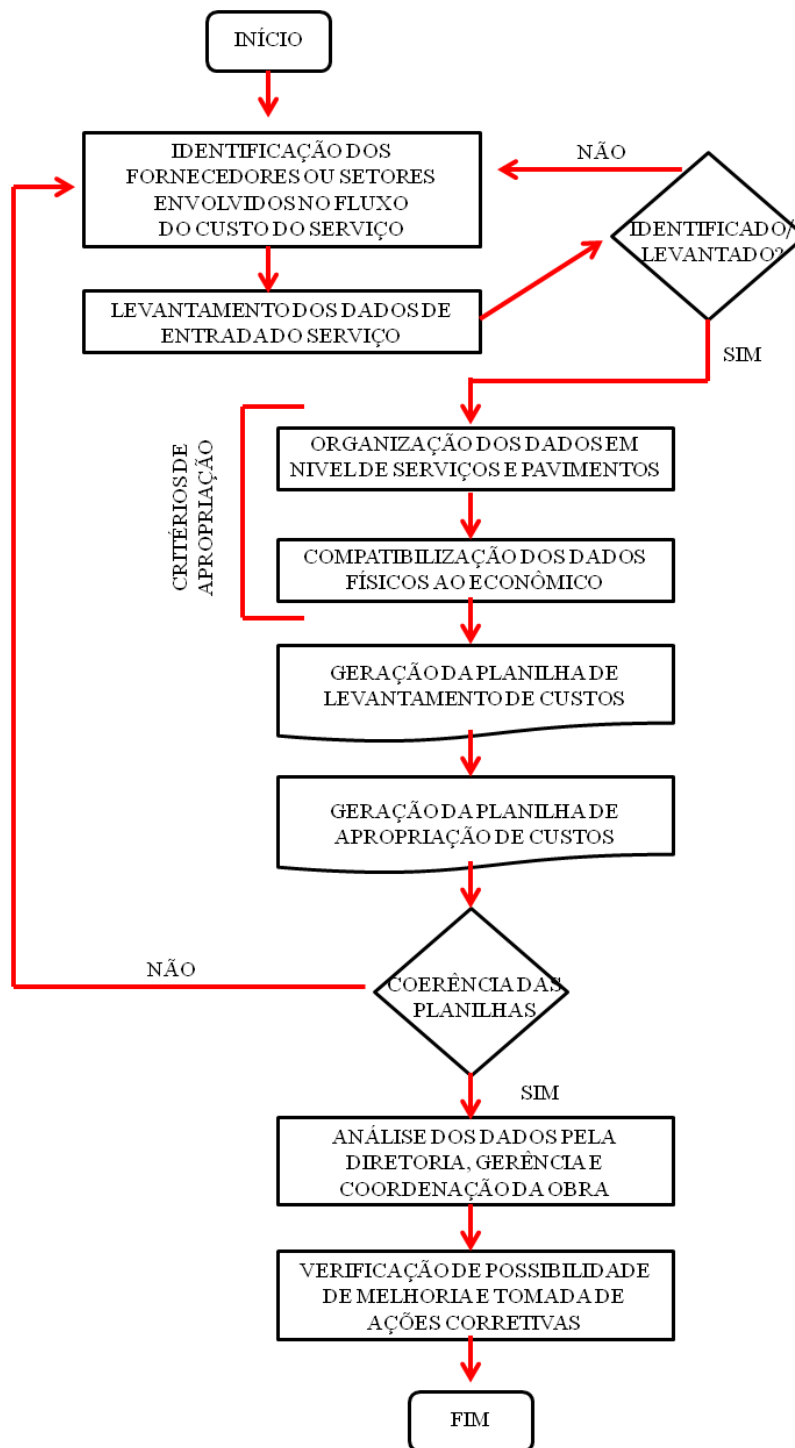 INÍCIO
IDENTIFICAÇÃO DOS
FORNECEDORES OU SETORES
ENVOLVIDOS NO FLUXO
DO CUSTO DO SERVIÇO
NÃO
IDENTIFICADO/
LEVANTADO?
LEVANTAMENTO DOS DADOS DE
ENTRADA DO SERVIÇO
SIM
CRITÉRIOS DE
APROPRIAÇÃO
ORGANIZAÇÃO DOS DADOS EM
NIVEL DE SERVIÇOS E PAVIMENTOS
COMPATIBILIZAÇÃO DOS DADOS
FÍSICOS AO ECONÔMICO
GERAÇÃO DA PLANILHA DE
LEVANTAMENTO DE CUSTOS
GERAÇÃO DA PLANILHA DE
APROPRIAÇÃO DE CUSTOS
NÃO
COERÊNCIA DAS
PLANILHAS
SIM
ANÁLISE DOS DADOS PELA
DIRETORIA, GERÊNCIA E
COORDENAÇÃO DA OBRA
VERIFICAÇÃO DE POSSIBILIDADE
DE MELHORIA E TOMADA DE
AÇÕES CORRETIVAS
FIM